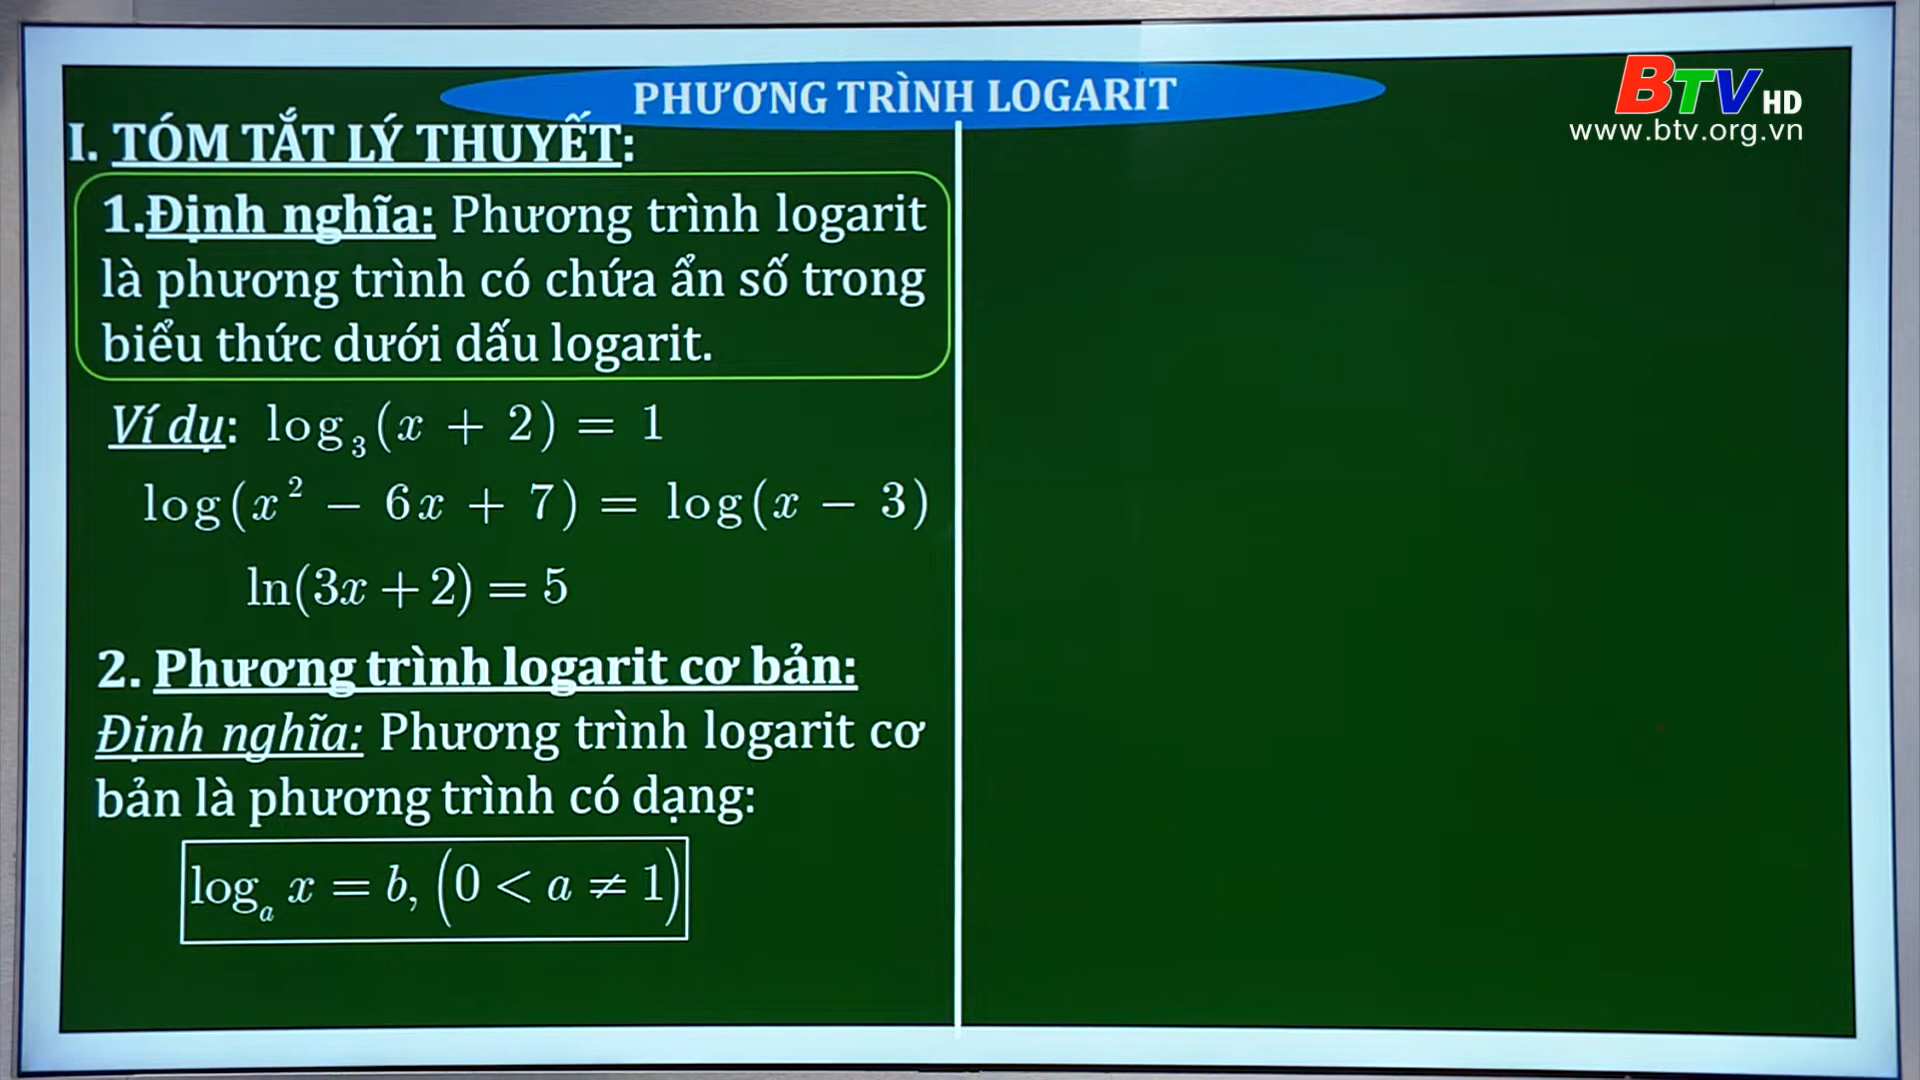 PHƯƠNG TRÌNH LOGARIT
BTV HD
www.btv.org.vn
I. TÓM TẮT LÝ THUYẾT:
1.Định nghĩa: Phương trình logarit
là phương trình có chứa ẩn số trong
biểu thức dưới dấu logarit.
Ví dụ: log₃(x + 2) = 1
log(x² − 6x + 7) = log(x − 3)
ln(3x + 2) = 5
2. Phương trình logarit cơ bản:
Định nghĩa: Phương trình logarit cơ
bản là phương trình có dạng:
logₐ x = b, (0 < a ≠ 1)